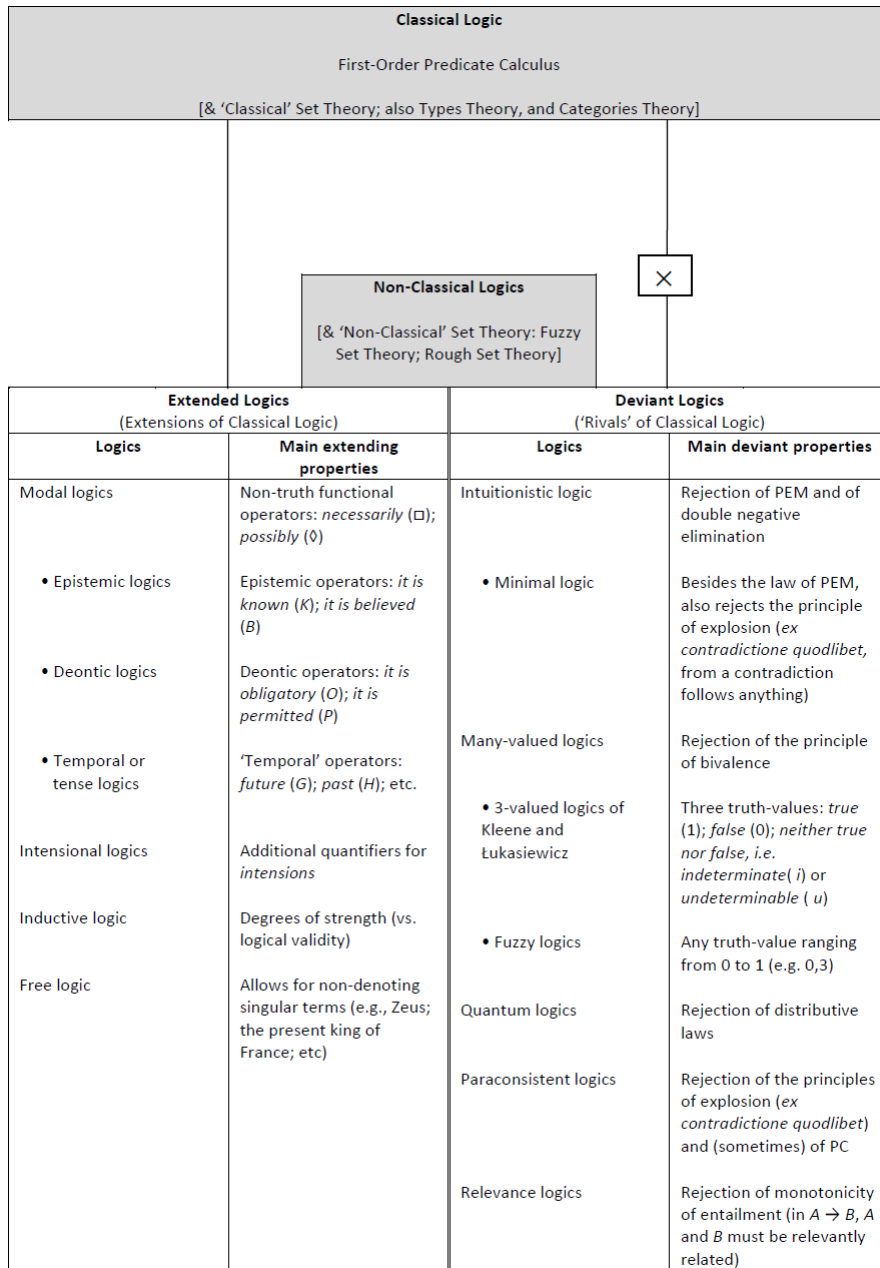 Classical Logic
First-Order Predicate Calculus
[& ‘Classical’ Set Theory; also Types Theory, and Categories Theory]
×
Non-Classical Logics
[& ‘Non-Classical’ Set Theory: Fuzzy
Set Theory; Rough Set Theory]
Extended Logics
(Extensions of Classical Logic)
Deviant Logics
(‘Rivals’ of Classical Logic)
Logics
Main extending
properties
Logics
Main deviant properties
Modal logics
Non-truth functional
operators: necessarily (□);
possibly (◊)
• Epistemic logics
Epistemic operators: it is
known (K); it is believed
(B)
• Deontic logics
Deontic operators: it is
obligatory (O); it is
permitted (P)
• Temporal or
tense logics
‘Temporal’ operators:
future (G); past (H); etc.
Intensional logics
Additional quantifiers for
intensions
Inductive logic
Degrees of strength (vs.
logical validity)
Free logic
Allows for non-denoting
singular terms (e.g., Zeus;
the present king of
France; etc)
Intuitionistic logic
Rejection of PEM and of
double negative
elimination
• Minimal logic
Besides the law of PEM,
also rejects the principle
of explosion (ex
contradictione quodlibet,
from a contradiction
follows anything)
Many-valued logics
Rejection of the principle
of bivalence
• 3-valued logics of
Kleene and
Łukasiewicz
Three truth-values: true
(1); false (0); neither true
nor false, i.e.
indeterminate( i) or
undeterminable ( u)
• Fuzzy logics
Any truth-value ranging
from 0 to 1 (e.g. 0,3)
Quantum logics
Rejection of distributive
laws
Paraconsistent logics
Rejection of the principles
of explosion (ex
contradictione quodlibet)
and (sometimes) of PC
Relevance logics
Rejection of monotonicity
of entailment (in A → B, A
and B must be relevantly
related)